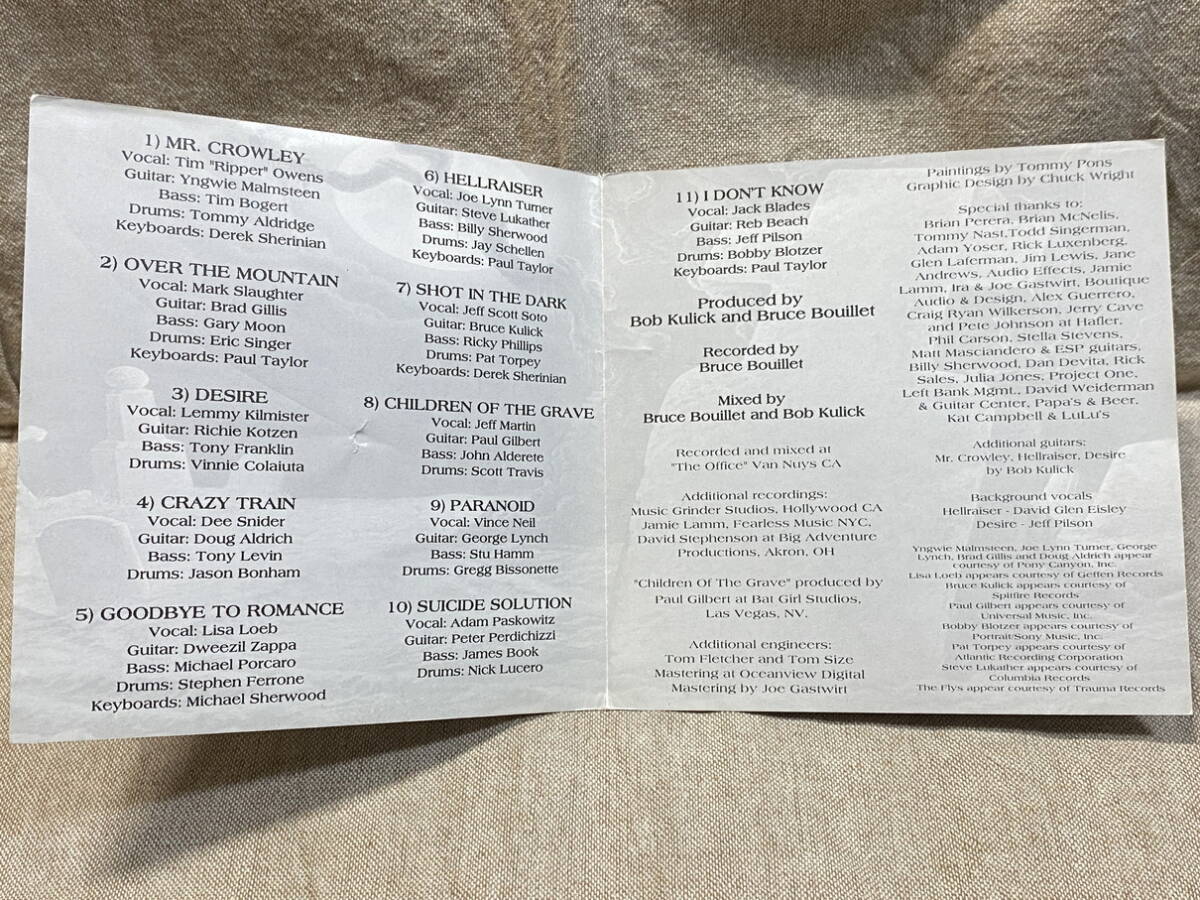 1) MR. CROWLEY
Vocal: Tim "Ripper" Owens
Guitar: Yngwie Malmsteen
Bass: Tim Bogert
Drums: Tommy Aldridge
Keyboards: Derek Sherinian
2) OVER THE MOUNTAIN
Vocal: Mark Slaughter
Guitar: Brad Gillis
Bass: Gary Moon
Drums: Eric Singer
Keyboards: Paul Taylor
3) DESIRE
Vocal: Lemmy Kilmister
Guitar: Richie Kotzen
Bass: Tony Franklin
Drums: Vinnie Colaiuta
4) CRAZY TRAIN
Vocal: Dee Snider
Guitar: Doug Aldrich
Bass: Tony Levin
Drums: Jason Bonham
5) GOODBYE TO ROMANCE
Vocal: Lisa Loeb
Guitar: Dweezil Zappa
Bass: Michael Porcaro
Drums: Stephen Ferrone
Keyboards: Michael Sherwood
6) HELLRAISER
Vocal: Joe Lynn Turner
Guitar: Steve Lukather
Bass: Billy Sherwood
Drums: Jay Schellen
Keyboards: Paul Taylor
7) SHOT IN THE DARK
Vocal: Jeff Scott Soto
Guitar: Bruce Kulick
Bass: Ricky Phillips
Drums: Pat Torpey
Keyboards: Derek Sherinian
8) CHILDREN OF THE GRAVE
Vocal: Jeff Martin
Guitar: Paul Gilbert
Bass: John Alderete
Drums: Scott Travis
9) PARANOID
Vocal: Vince Neil
Guitar: George Lynch
Bass: Stu Hamm
Drums: Gregg Bissonette
10) SUICIDE SOLUTION
Vocal: Adam Paskowitz
Guitar: Peter Perdichizzi
Bass: James Book
Drums: Nick Lucero
11) I DON'T KNOW
Vocal: Jack Blades
Guitar: Reb Beach
Bass: Jeff Pilson
Drums: Bobby Blotzer
Keyboards: Paul Taylor
Produced by
Bob Kulick and Bruce Bouillet
Recorded by
Bruce Bouillet
Mixed by
Bruce Bouillet and Bob Kulick
Recorded and mixed at
"The Office" Van Nuys CA
Additional recordings:
Music Grinder Studios, Hollywood CA
Jamie Lamm, Fearless Music NYC,
David Stephenson at Big Adventure
Productions, Akron, OH
"Children Of The Grave" produced by
Paul Gilbert at Bat Girl Studios,
Las Vegas, NV.
Additional engineers:
Tom Fletcher and Tom Size
Mastering at Oceanview Digital
Mastering by Joe Gastwirt
Paintings by Tommy Pons
Graphic Design by Chuck Wright
Special thanks to:
Brian Perera, Brian McNelis,
Tommy Nast,Todd Singerman,
Adam Yoser, Rick Luxenberg,
Glen Laferman, Jim Lewis, Jane
Andrews, Audio Effects, Jamie
Lamm, Ira & Joe Gastwirt, Boutique
Audio & Design, Alex Guerrero,
Craig Ryan Wilkerson, Jerry Cave
and Pete Johnson at Hafler,
Phil Carson, Stella Stevens,
Matt Masciandero & ESP guitars,
Billy Sherwood, Dan Devita, Rick
Sales, Julia Jones, Project One,
Left Bank Mgmt., David Weiderman
& Guitar Center, Papa's & Beer,
Kat Campbell & LuLu's
Additional guitars:
Mr. Crowley, Hellraiser, Desire
by Bob Kulick
Background vocals
Hellraiser - David Glen Eisley
Desire - Jeff Pilson
Yngwie Malmsteen, Joe Lynn Turner, George
Lynch, Brad Gillis and Doug Aldrich appear
courtesy of Pony Canyon, Inc.
Lisa Loeb appears courtesy of Geffen Records
Bruce Kulick appears courtesy of
Spitfire Records
Paul Gilbert appears courtesy of
Universal Music, Inc.
Bobby Blotzer appears courtesy of
Portrait/Sony Music, Inc.
Pat Torpey appears courtesy of
Atlantic Recording Corporation
Steve Lukather appears courtesy of
Columbia Records
The Flys appear courtesy of Trauma Records